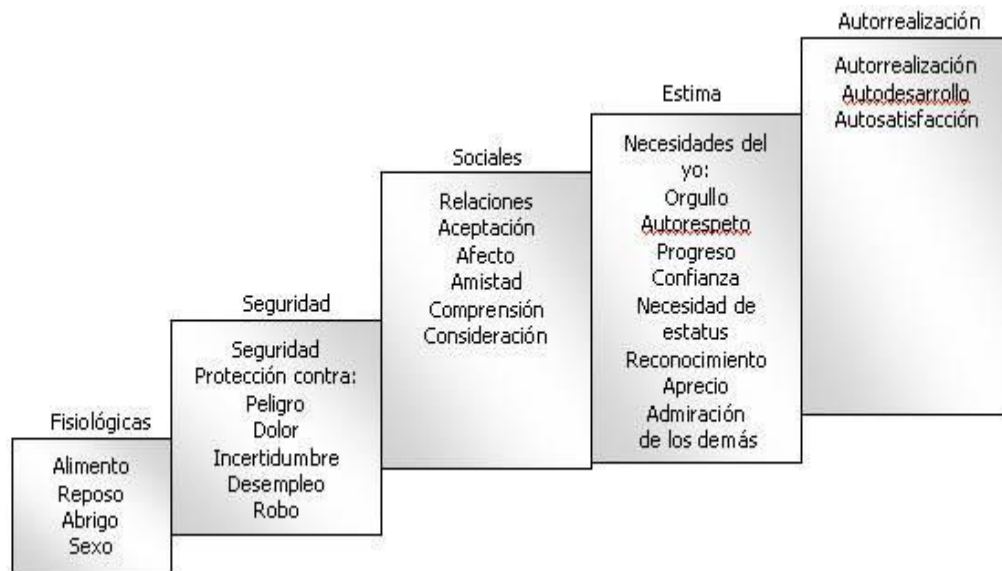 Fisiológicas
Alimento
Reposo
Abrigo
Sexo
Seguridad
Seguridad
Protección contra:
Peligro
Dolor
Incertidumbre
Desempleo
Robo
Sociales
Relaciones
Aceptación
Afecto
Amistad
Comprensión
Consideración
Estima
Necesidades del
yo:
Orgullo
Autorespeto
Progreso
Confianza
Necesidad de
estatus
Reconocimiento
Aprecio
Admiración
de los demás
Autorrealización
Autorrealización
Autodesarrollo
Autosatisfacción